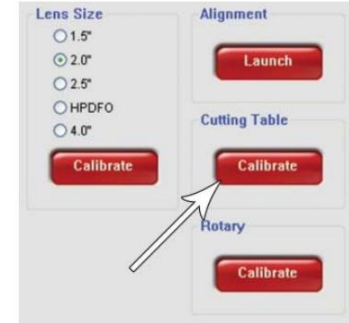 Lens Size
1.5"
2.0"
2.5"
HPDFO
4.0"
Calibrate
Alignment
Launch
Cutting Table
Calibrate
Rotary
Calibrate